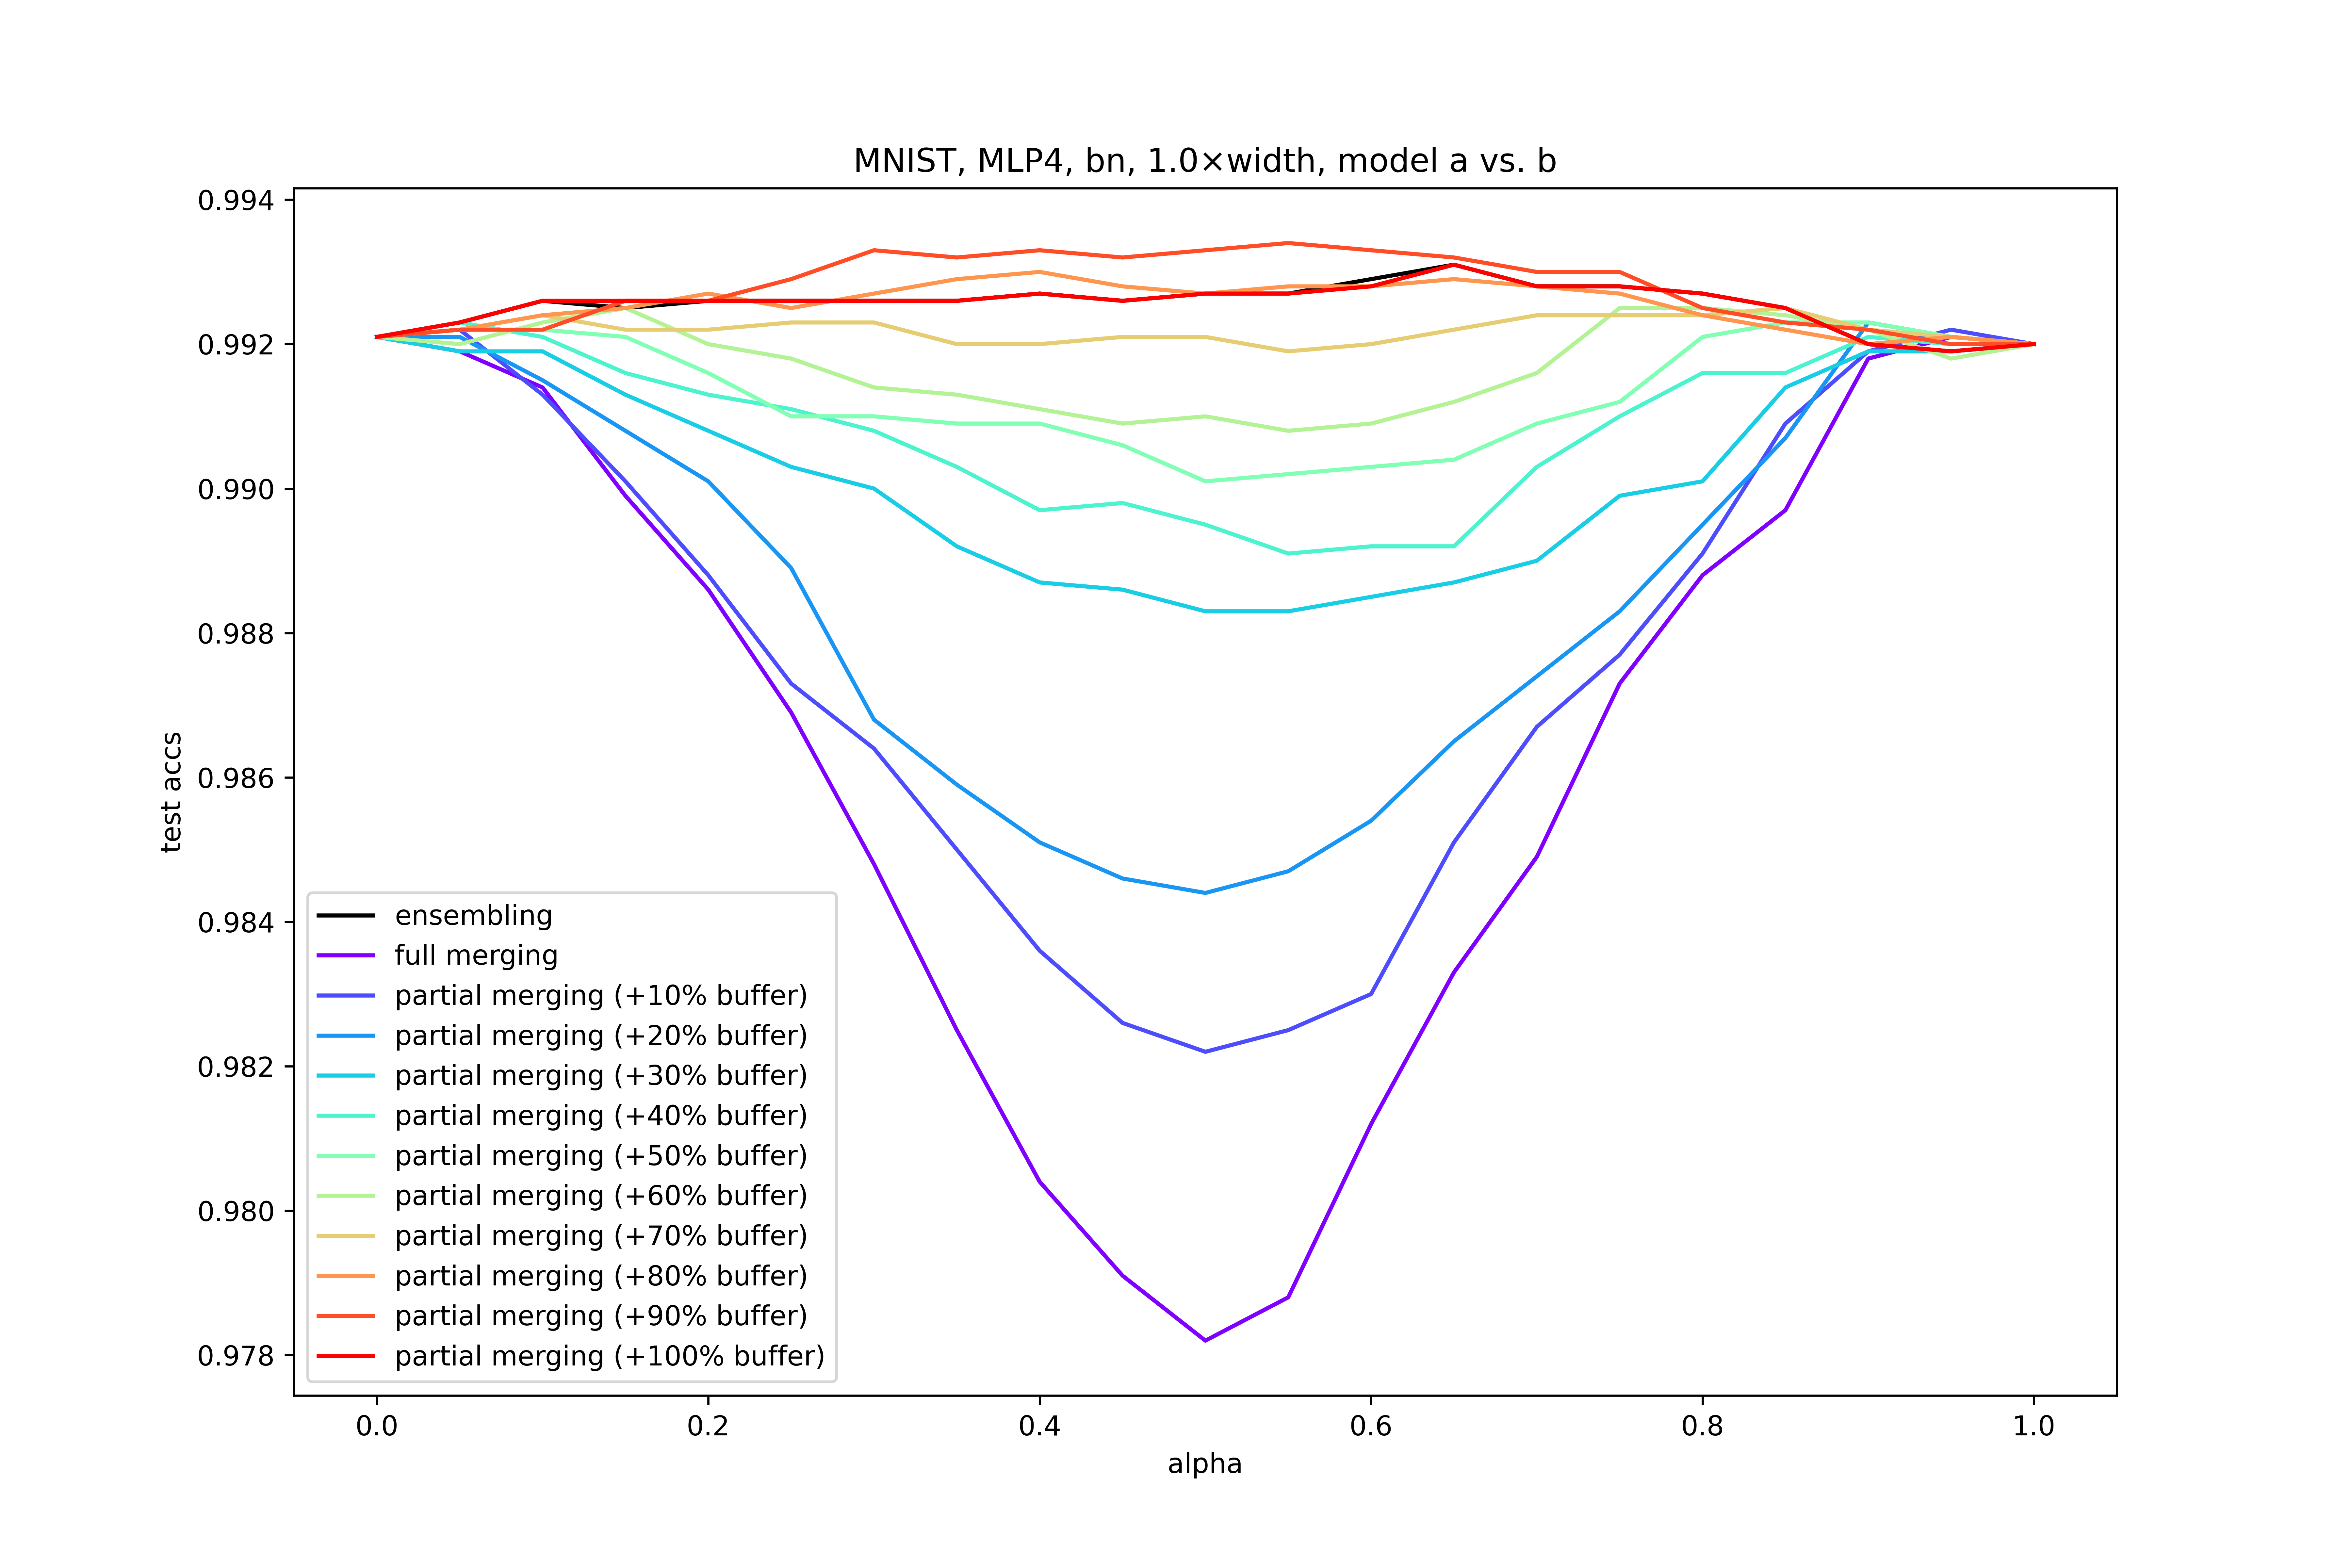 MNIST, MLP4, bn, 1.0×width, model a vs. b
0.994
0.992
0.990
0.988
0.986
0.984
0.982
0.980
0.978
test accs
ensembling
full merging
partial merging (+10% buffer)
partial merging (+20% buffer)
partial merging (+30% buffer)
partial merging (+40% buffer)
partial merging (+50% buffer)
partial merging (+60% buffer)
partial merging (+70% buffer)
partial merging (+80% buffer)
partial merging (+90% buffer)
partial merging (+100% buffer)
0.0 0.2 0.4 0.6 0.8 1.0
alpha